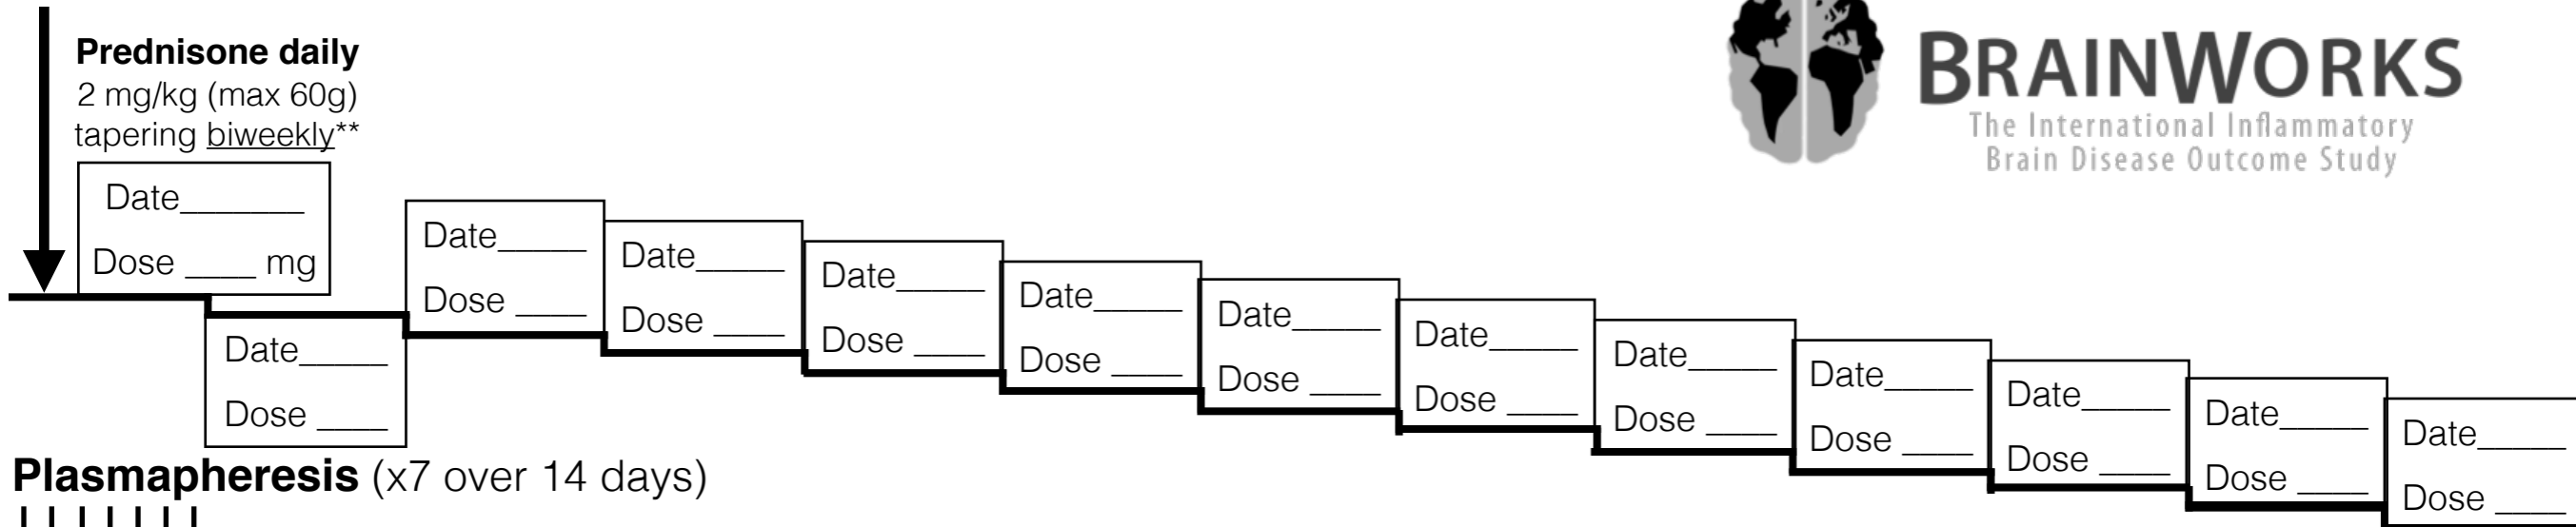 Prednisone daily
2 mg/kg (max 60g)
tapering biweekly**
BRAINWORKS
The International Inflammatory
Brain Disease Outcome Study
Date_______
Dose ____ mg
Date_____
Dose ____
Date_____
Dose ____
Date_____
Dose ____
Date_____
Dose ____
Date_____
Dose ____
Date_____
Dose ____
Date_____
Dose ____
Date_____
Dose ____
Date_____
Dose ____
Date_____
Dose ____
Date_____
Dose ____
Date_____
Dose ____
Plasmapheresis (x7 over 14 days)